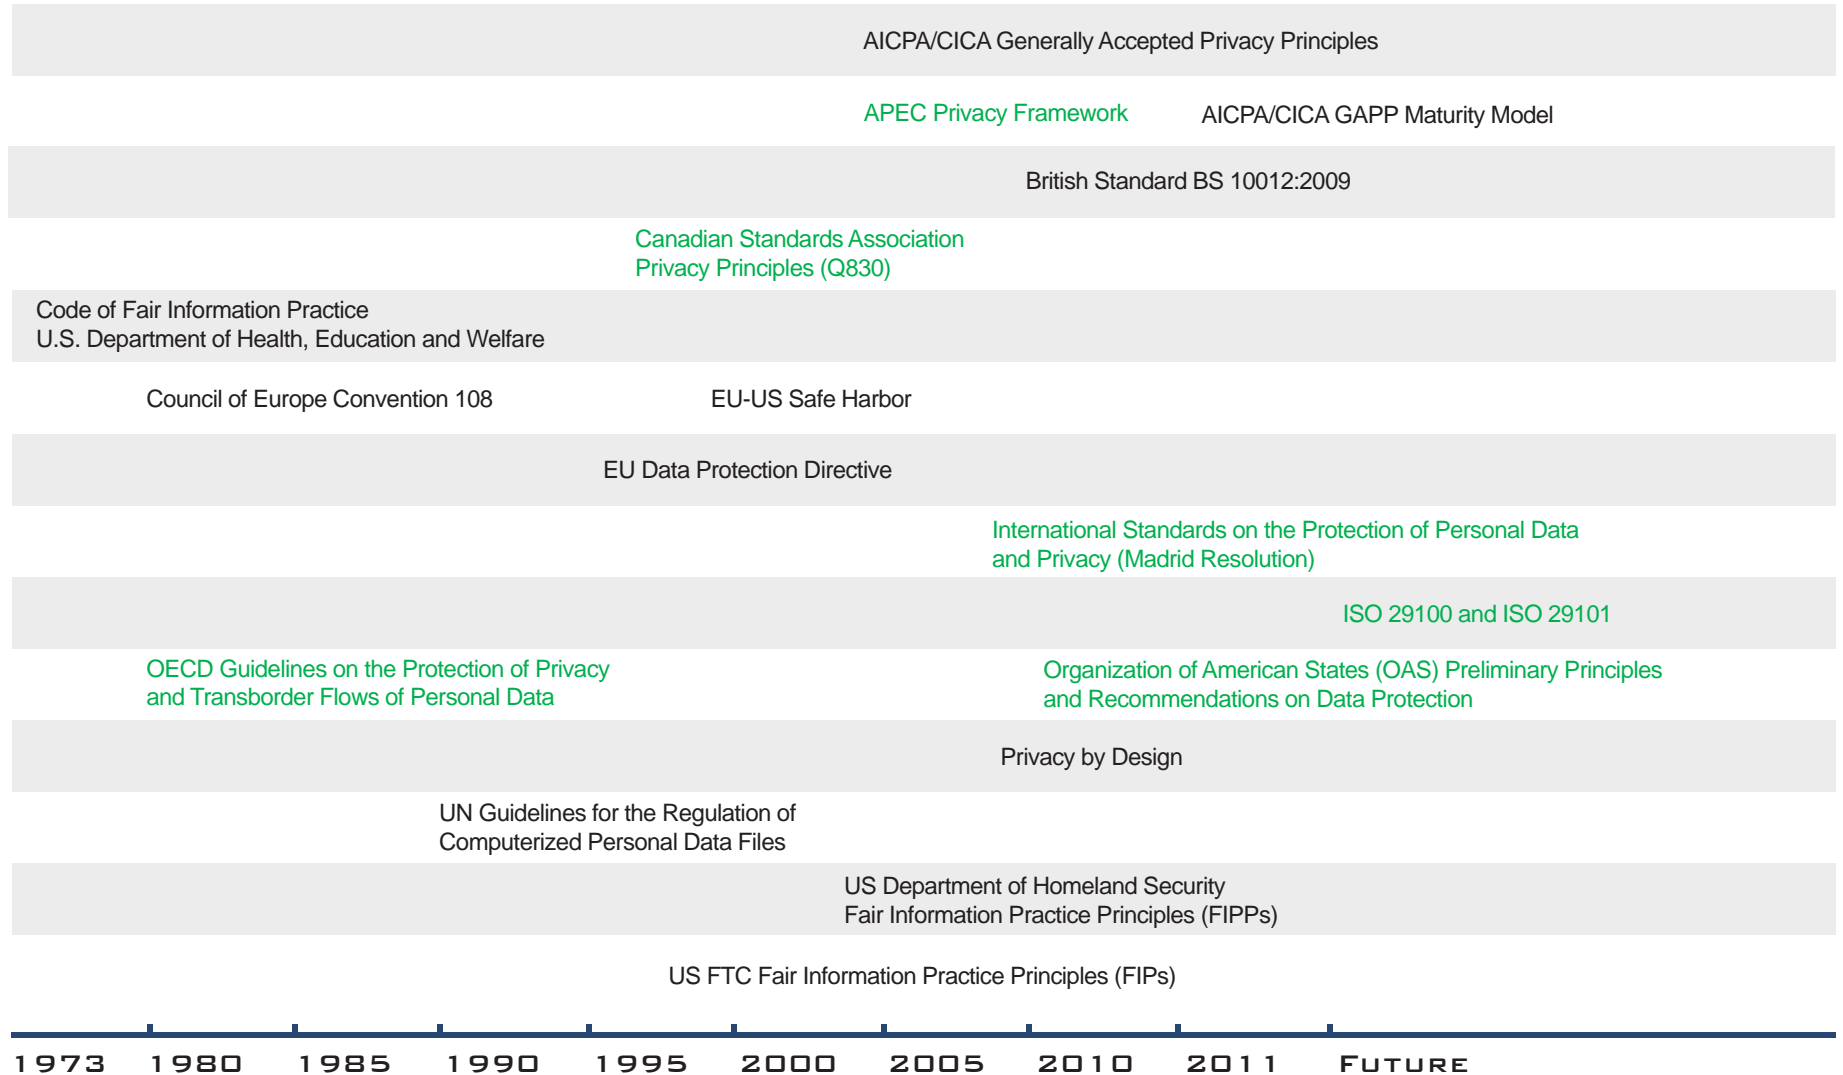 AICPA/CICA Generally Accepted Privacy Principles
APEC Privacy Framework
AICPA/CICA GAPP Maturity Model
British Standard BS 10012:2009
Canadian Standards Association
Privacy Principles (Q830)
Code of Fair Information Practice
U.S. Department of Health, Education and Welfare
Council of Europe Convention 108
EU-US Safe Harbor
EU Data Protection Directive
International Standards on the Protection of Personal Data
and Privacy (Madrid Resolution)
ISO 29100 and ISO 29101
OECD Guidelines on the Protection of Privacy
and Transborder Flows of Personal Data
Organization of American States (OAS) Preliminary Principles
and Recommendations on Data Protection
Privacy by Design
UN Guidelines for the Regulation of
Computerized Personal Data Files
US Department of Homeland Security
Fair Information Practice Principles (FIPPs)
US FTC Fair Information Practice Principles (FIPs)
1973 1980 1985 1990 1995 2000 2005 2010 2011 Future